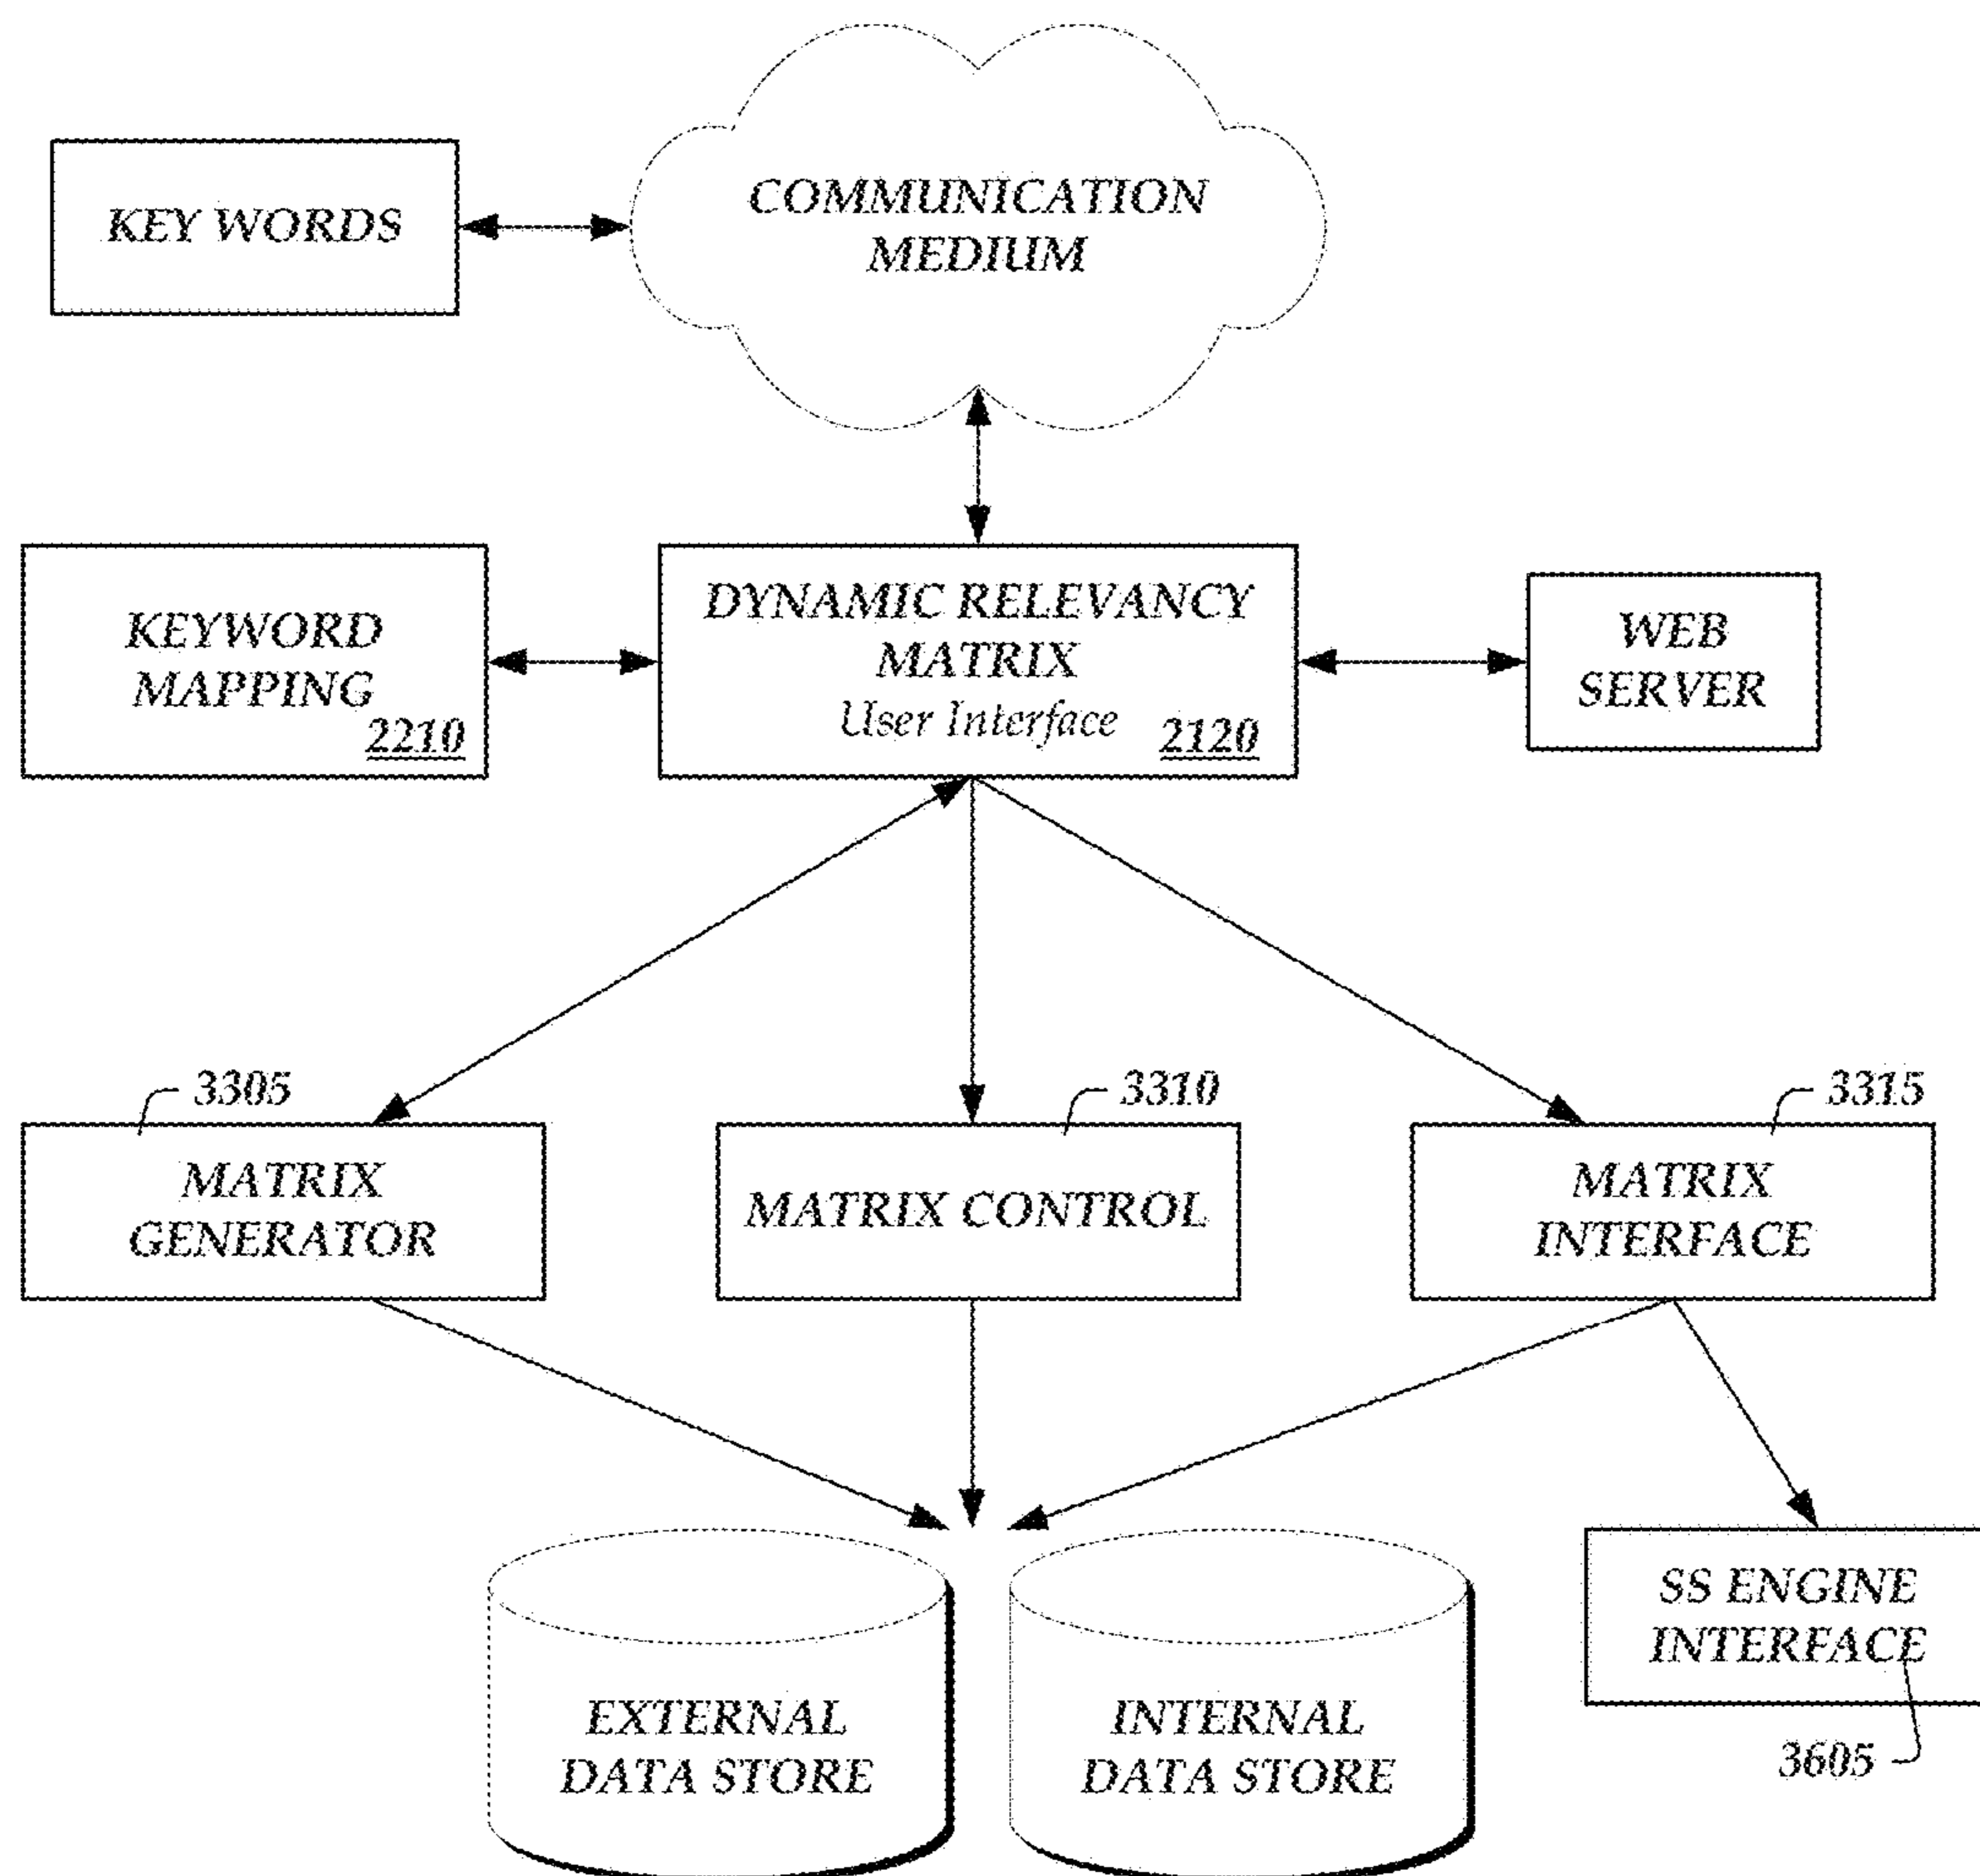 KEY WORDS
COMMUNICATION
MEDIUM
KEYWORD
MAPPING
2210
DYNAMIC RELEVANCY
MATRIX
User Interface
2120
WEB
SERVER
3305
MATRIX
GENERATOR
3310
MATRIX CONTROL
3315
MATRIX
INTERFACE
EXTERNAL
DATA STORE
INTERNAL
DATA STORE
SS ENGINE
INTERFACE
3605